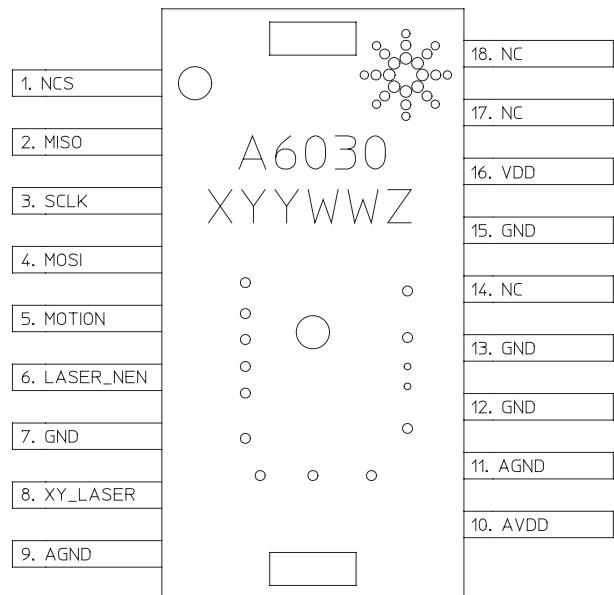 1. NCS
2. MISO
3. SCLK
4. MOSI
5. MOTION
6. LASER_NEN
7. GND
8. XY_LASER
9. AGND
A6030
XYYWWZ
18. NC
17. NC
16. VDD
15. GND
14. NC
13. GND
12. GND
11. AGND
10. AVDD